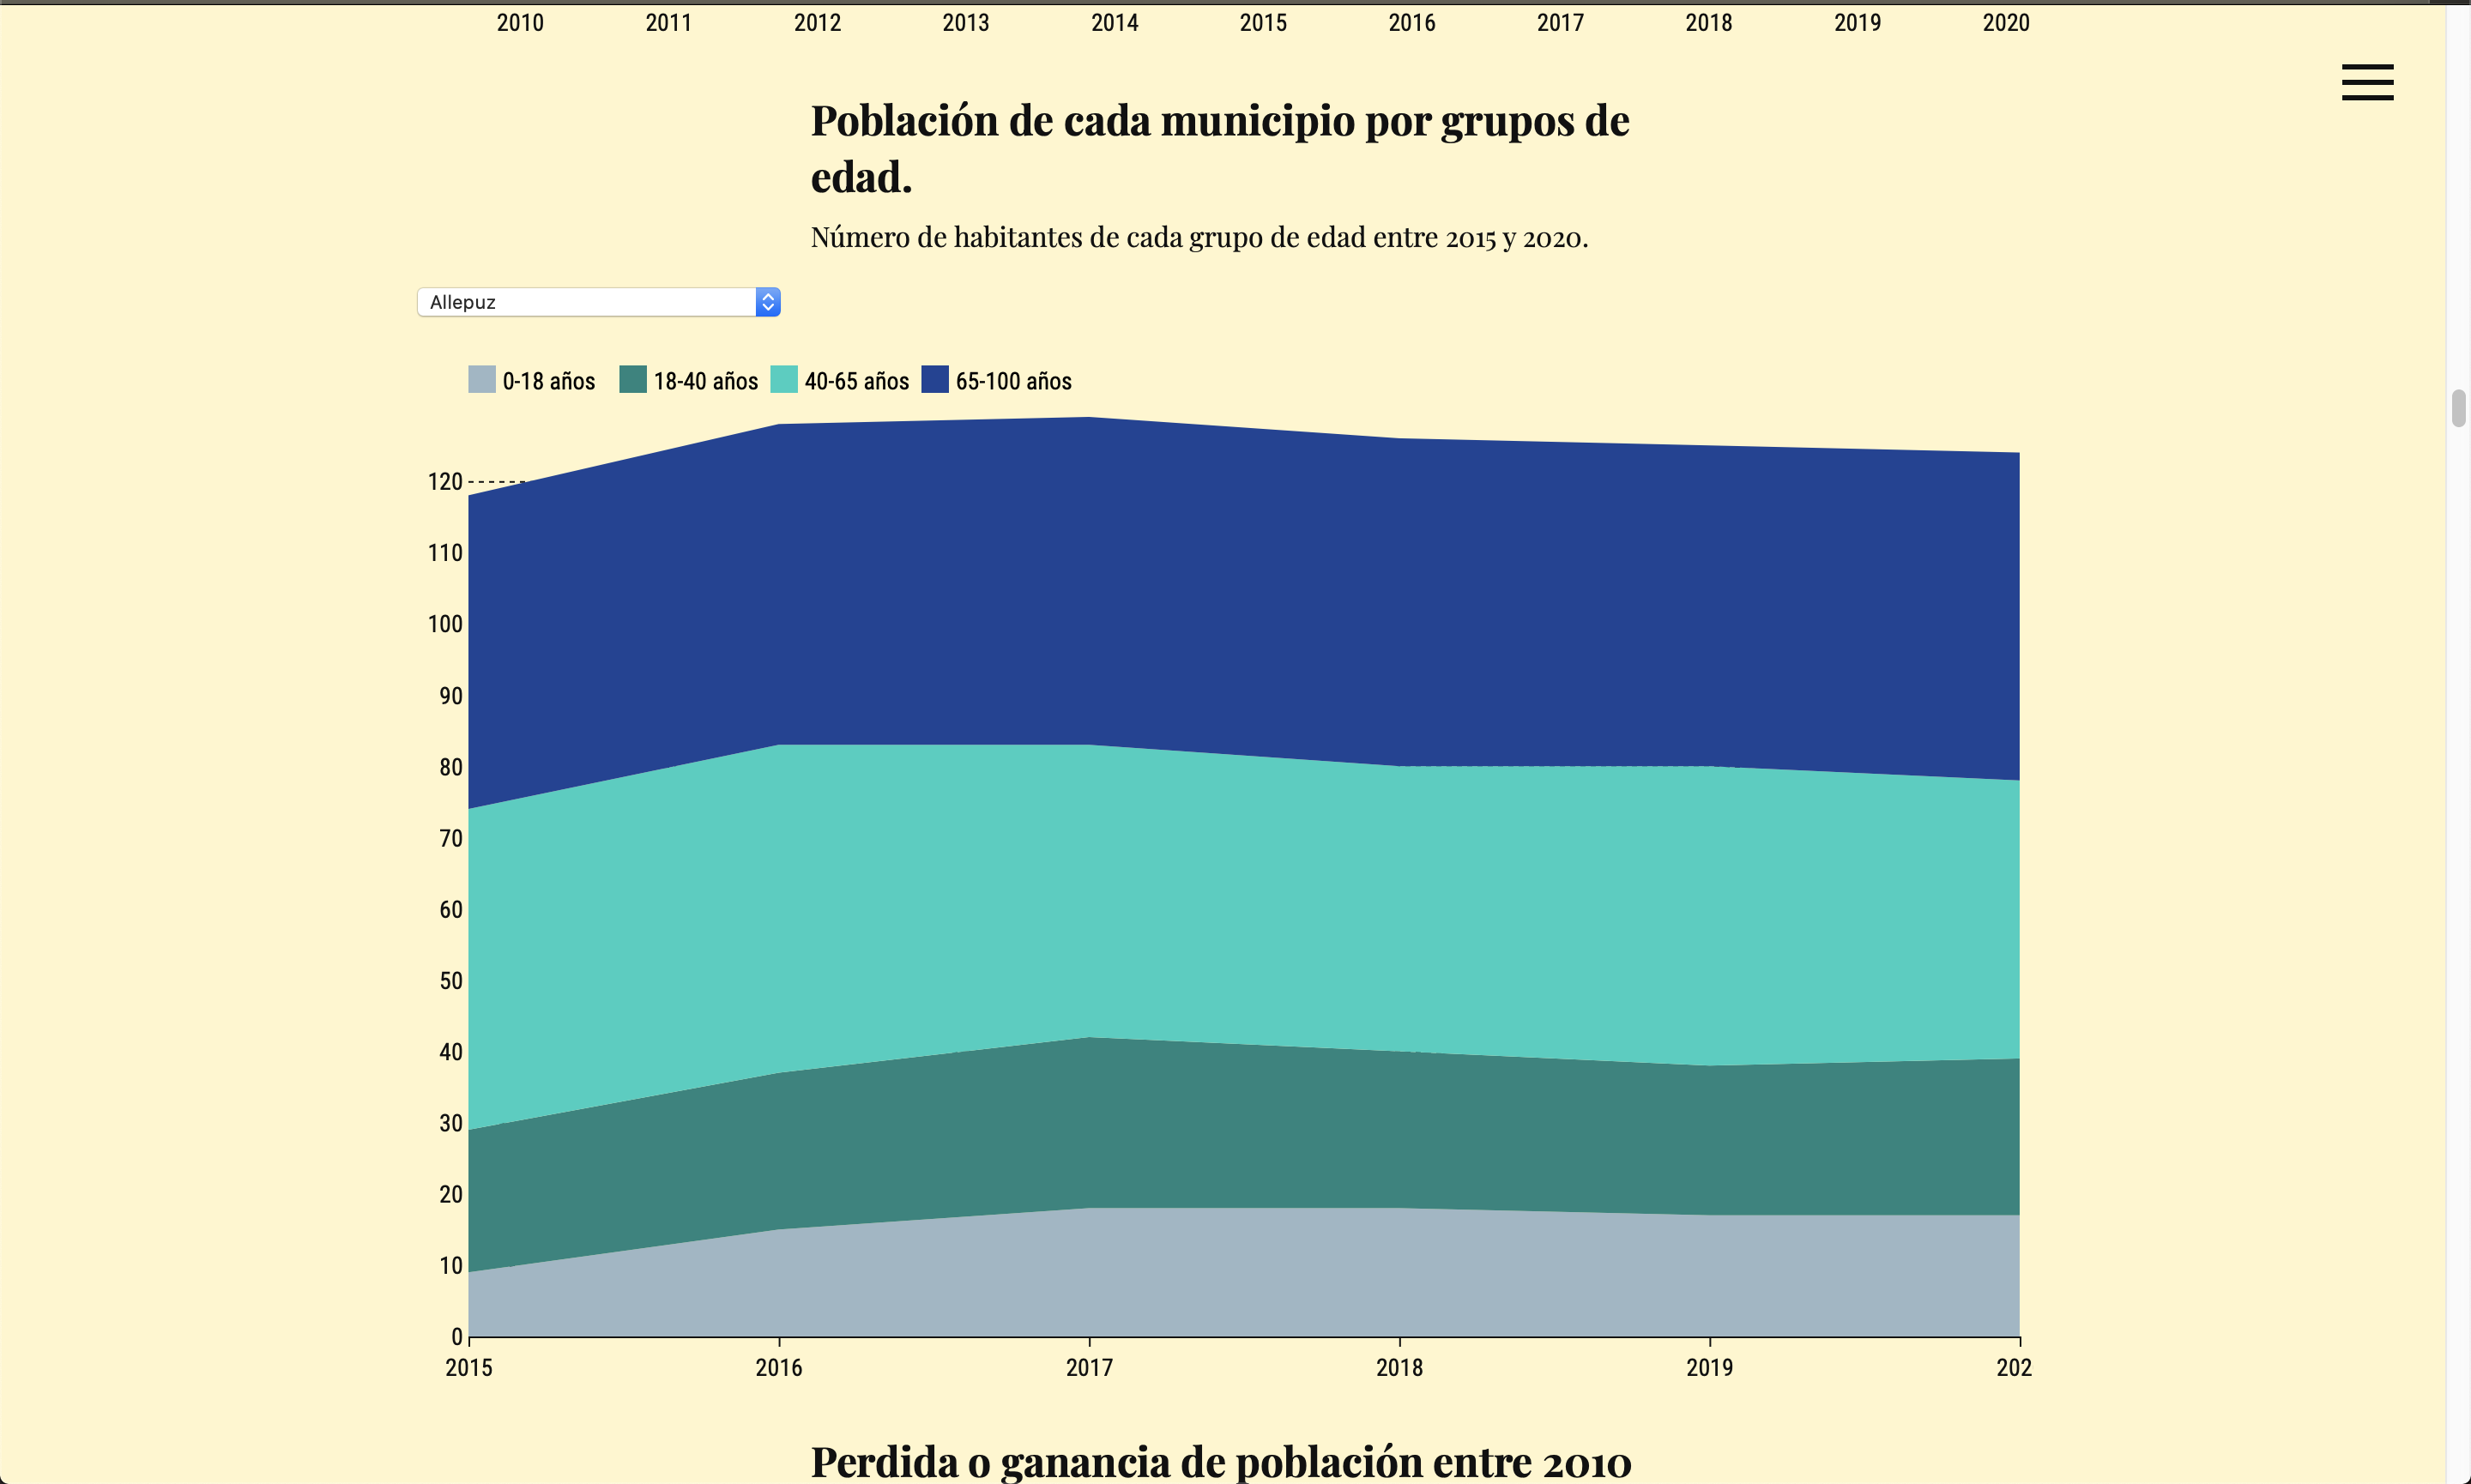 2010 2011 2012 2013 2014 2015 2016 2017 2018 2019 2020
Población de cada municipio por grupos de
edad.
Número de habitantes de cada grupo de edad entre 2015 y 2020.
Allepuz
0-18 años 18-40 años 40-65 años 65-100 años
120
110
100
90
80
70
60
50
40
30
20
10
0
2015 2016 2017 2018 2019 202
Perdida o ganancia de población entre 2010